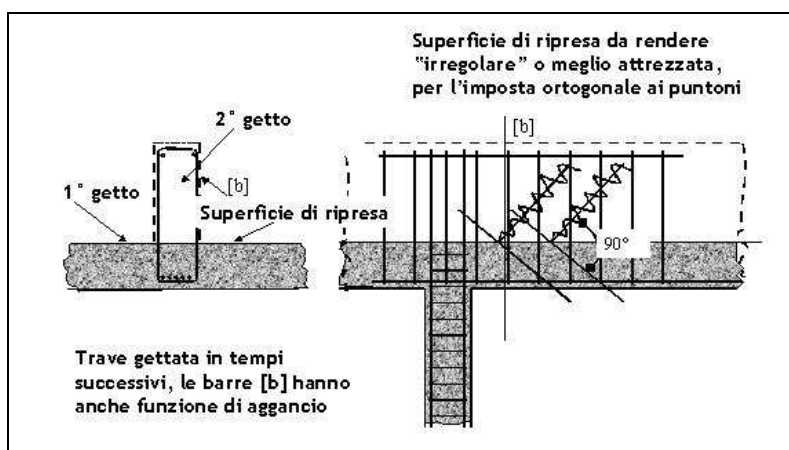 Superficie di ripresa da rendere
"irregolare" o meglio attrezzata,
per l'imposta ortogonale ai puntoni
2° getto
[b]
[b]
1° getto
Superficie di ripresa
90°
Trave gettata in tempi
successivi, le barre [b] hanno
anche funzione di aggancio